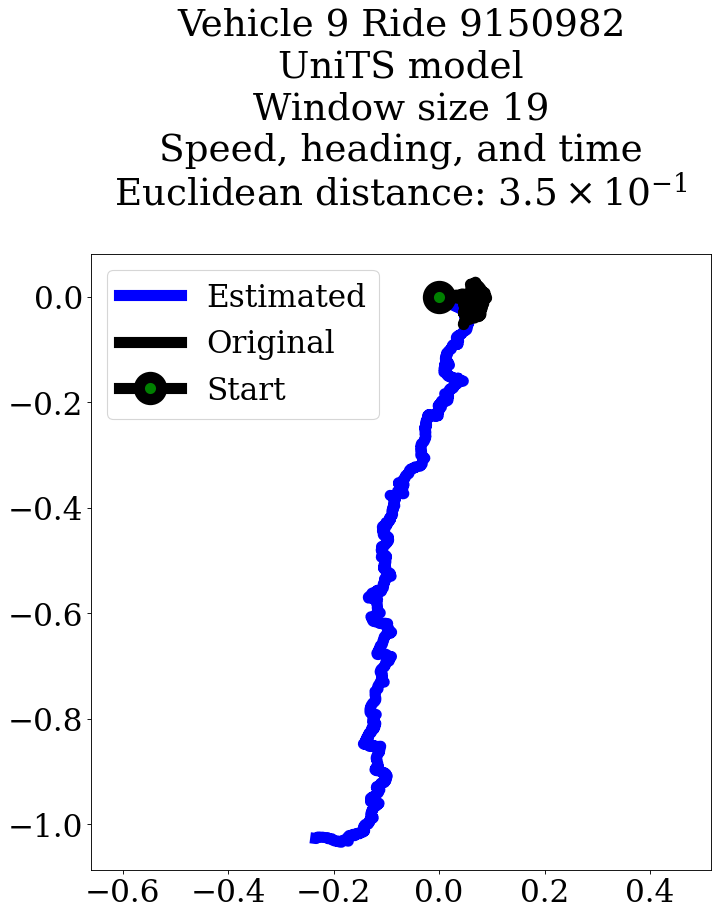 Vehicle 9 Ride 9150982
UniTS model
Window size 19
Speed, heading, and time
Euclidean distance: 3.5 × 10⁻¹
Estimated
Original
Start
0.0
−0.2
−0.4
−0.6
−0.8
−1.0
−0.6 −0.4 −0.2 0.0 0.2 0.4